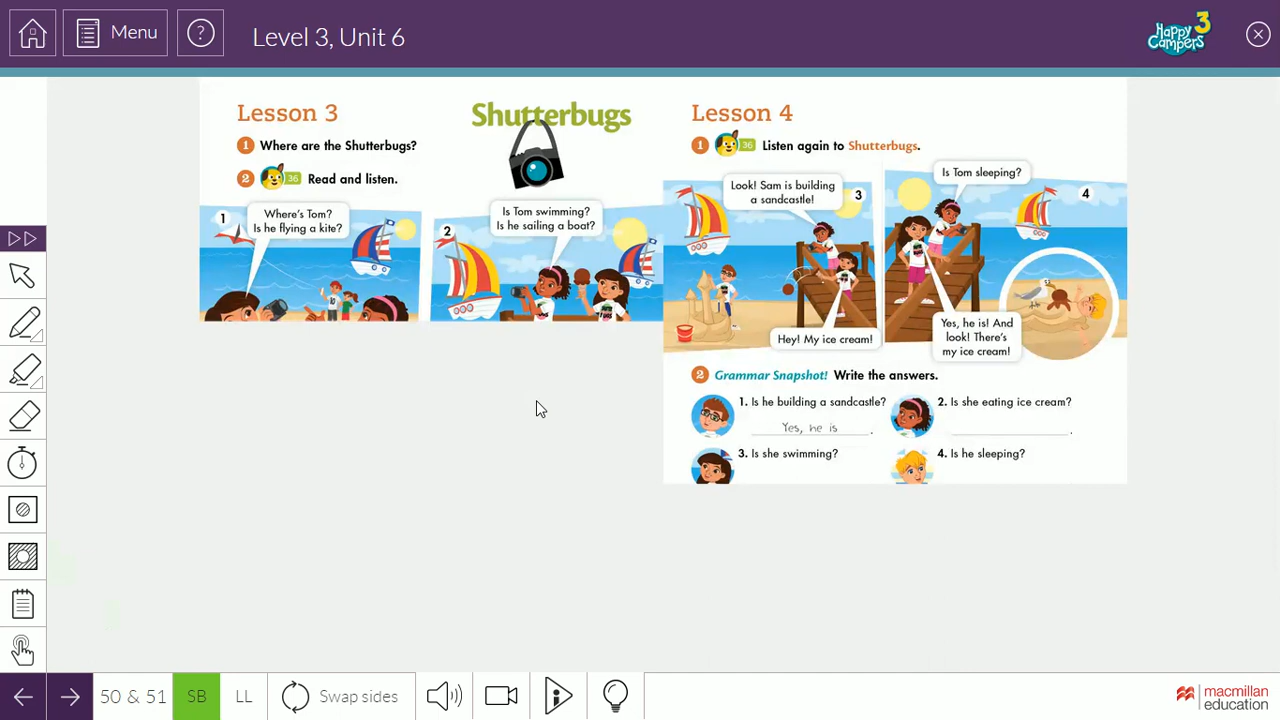 Menu
?
Level 3, Unit 6
Happy Campers 3
Lesson 3
Shutterbugs
1 Where are the Shutterbugs?
2 36 Read and listen.
1
Where's Tom?
Is he flying a kite?
2
Is Tom swimming?
Is he sailing a boat?
Lesson 4
1 36 Listen again to Shutterbugs.
Look! Sam is building
a sandcastle!
3
Hey! My ice cream!
Is Tom sleeping?
4
Yes, he is! And
look! There's
my ice cream!
2 Grammar Snapshot! Write the answers.
1. Is he building a sandcastle?
Yes, he is.
2. Is she eating ice cream?
.
3. Is she swimming?
4. Is he sleeping?
50 & 51
SB
LL
Swap sides
macmillan
education